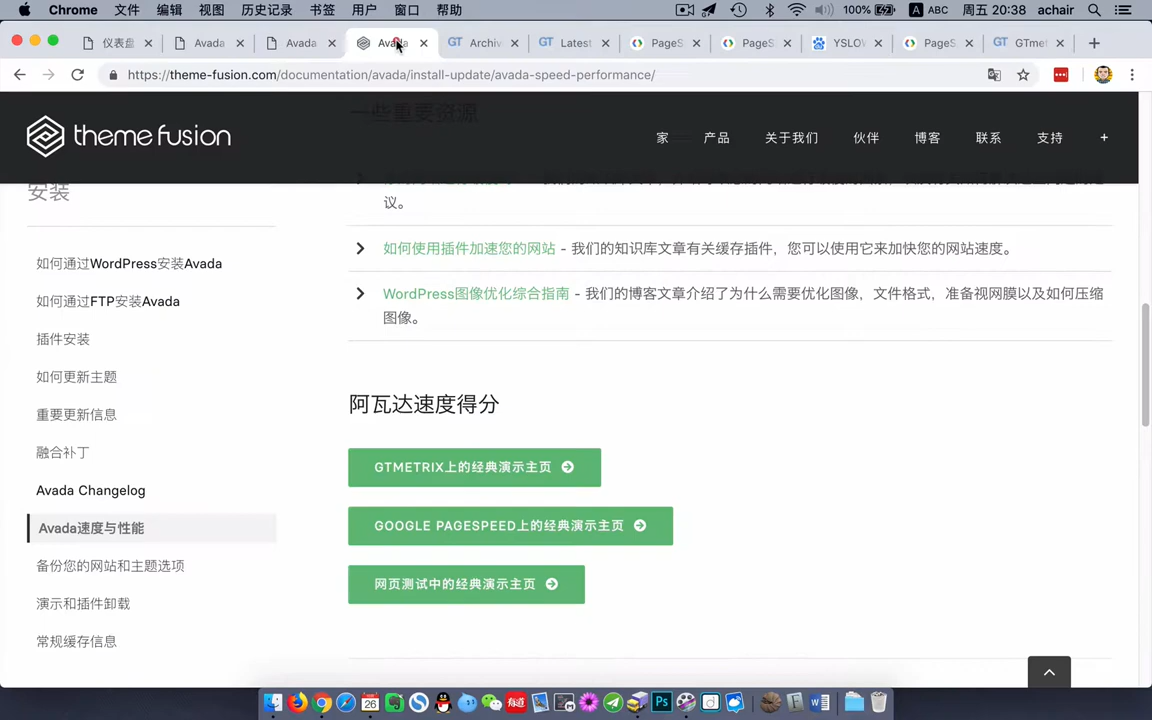 Chrome 文件 编辑 视图 历史记录 书签 用户 窗口 帮助 100% A ABC 周五 20:38 achair
仪表盘 Avada Avada Avada GT Archiv GT Latest PageS PageS YSLOW PageS GT GTmet
https://theme-fusion.com/documentation/avada/install-update/avada-speed-performance/
一些重要资源
theme fusion
家 产品 关于我们 伙伴 博客 联系 支持 +
安装
议。
如何使用插件加速您的网站 - 我们的知识库文章有关缓存插件，您可以使用它来加快您的网站速度。
如何通过WordPress安装Avada
WordPress图像优化综合指南 - 我们的博客文章介绍了为什么需要优化图像，文件格式，准备视网膜以及如何压缩
图像。
如何通过FTP安装Avada
插件安装
如何更新主题
重要更新信息
融合补丁
Avada Changelog
Avada速度与性能
备份您的网站和主题选项
演示和插件卸载
常规缓存信息
阿瓦达速度得分
GTMETRIX上的经典演示主页
GOOGLE PAGESPEED上的经典演示主页
网页测试中的经典演示主页
26 有道 Ps